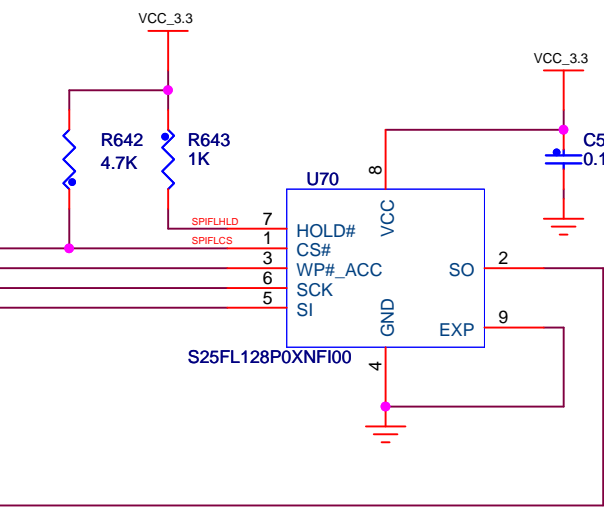 VCC_3.3
VCC_3.3
R642
4.7K
R643
1K
C5
0.1
U70
8
VCC
SPIFLHLD
7
HOLD#
SPIFLCS
1
CS#
3
WP#_ACC
2
SO
6
SCK
5
SI
GND
9
EXP
S25FL128P0XNFI00
4